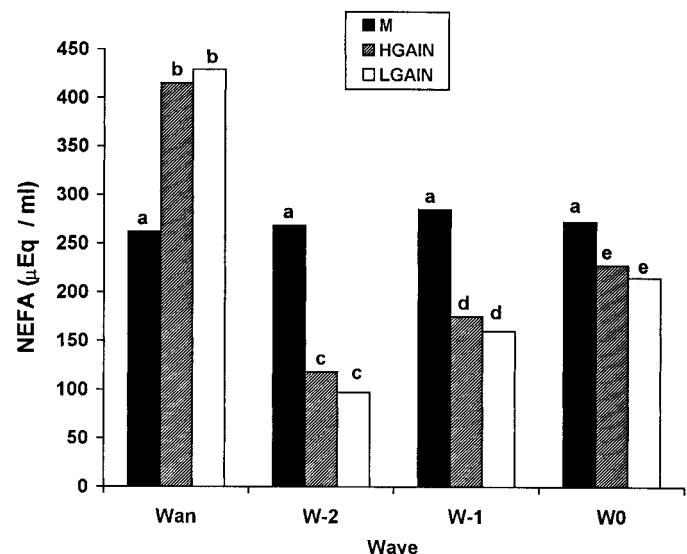 M
HGAIN
LGAIN
450
400
350
300
250
200
150
100
50
0
NEFA (µEq / ml)
a b b
a c c
a d d
a e e
Wan W-2 W-1 W0
Wave